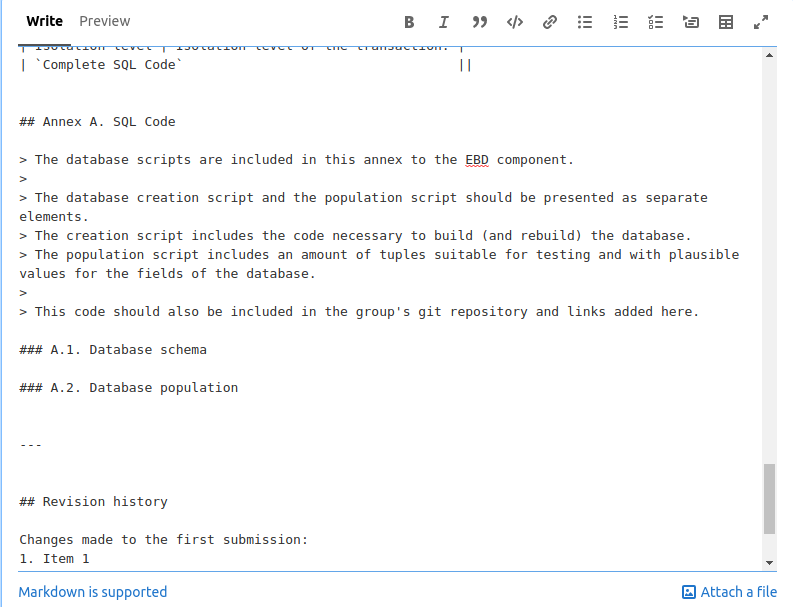 Write Preview
| Isolation level | Isolation level of the transaction. |
| `Complete SQL Code` ||
## Annex A. SQL Code
> The database scripts are included in this annex to the EBD component.
>
> The database creation script and the population script should be presented as separate
elements.
> The creation script includes the code necessary to build (and rebuild) the database.
> The population script includes an amount of tuples suitable for testing and with plausible
values for the fields of the database.
>
> This code should also be included in the group's git repository and links added here.
### A.1. Database schema
### A.2. Database population
---
## Revision history
Changes made to the first submission:
1. Item 1
Markdown is supported
Attach a file